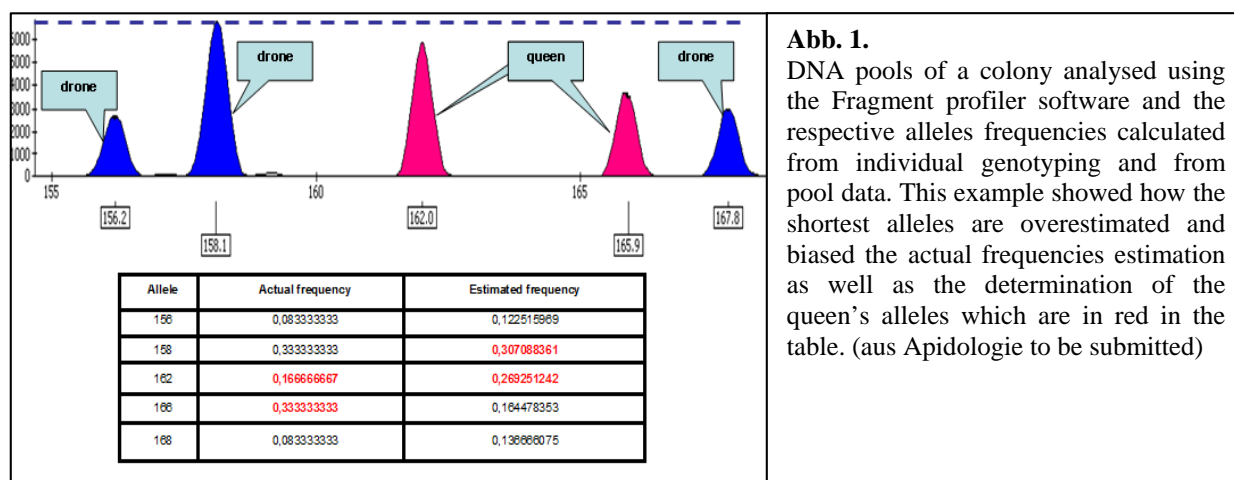 drone
drone
queen
drone
6000
5000
4000
3000
2000
1000
0
155
160
165
156.2
158.1
162.0
165.9
167.8
Allele Actual frequency Estimated frequency
156 0,083333333 0,122515969
158 0,333333333 0,307088361
162 0,166666667 0,269251242
166 0,333333333 0,164478353
168 0,083333333 0,136666075
Abb. 1.
DNA pools of a colony analysed using
the Fragment profiler software and the
respective alleles frequencies calculated
from individual genotyping and from
pool data. This example showed how the
shortest alleles are overestimated and
biased the actual frequencies estimation
as well as the determination of the
queen’s alleles which are in red in the
table. (aus Apidologie to be submitted)